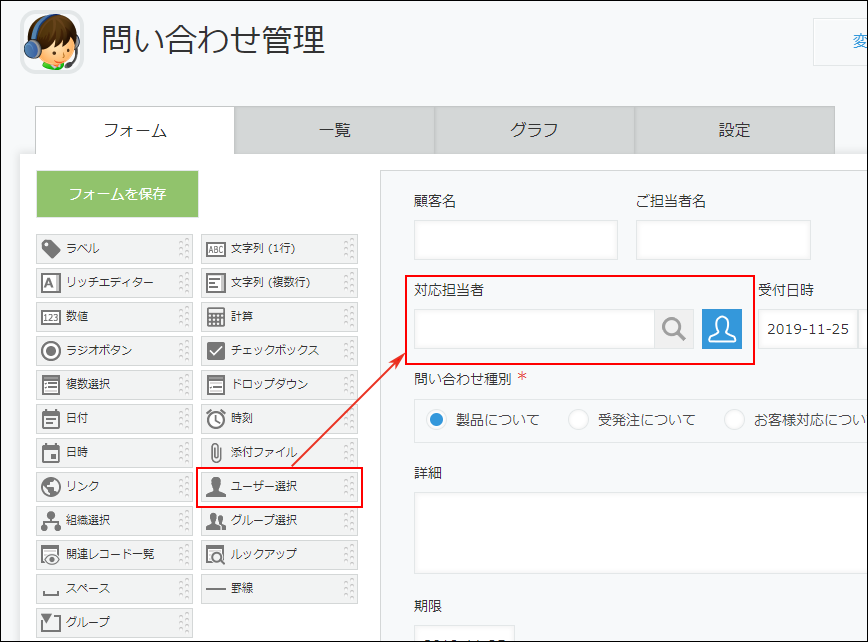 問い合わせ管理
変
フォーム
一覧
グラフ
設定
フォームを保存
ラベル
ABC 文字列 (1行)
A リッチエディター
文字列 (複数行)
123 数値
計算
ラジオボタン
チェックボックス
複数選択
ドロップダウン
日付
時刻
日時
添付ファイル
リンク
ユーザー選択
組織選択
グループ選択
関連レコード一覧
ルックアップ
スペース
罫線
グループ
顧客名
ご担当者名
対応担当者
受付日時
2019-11-25
問い合わせ種別 *
製品について
受発注について
お客様対応につい
詳細
期限